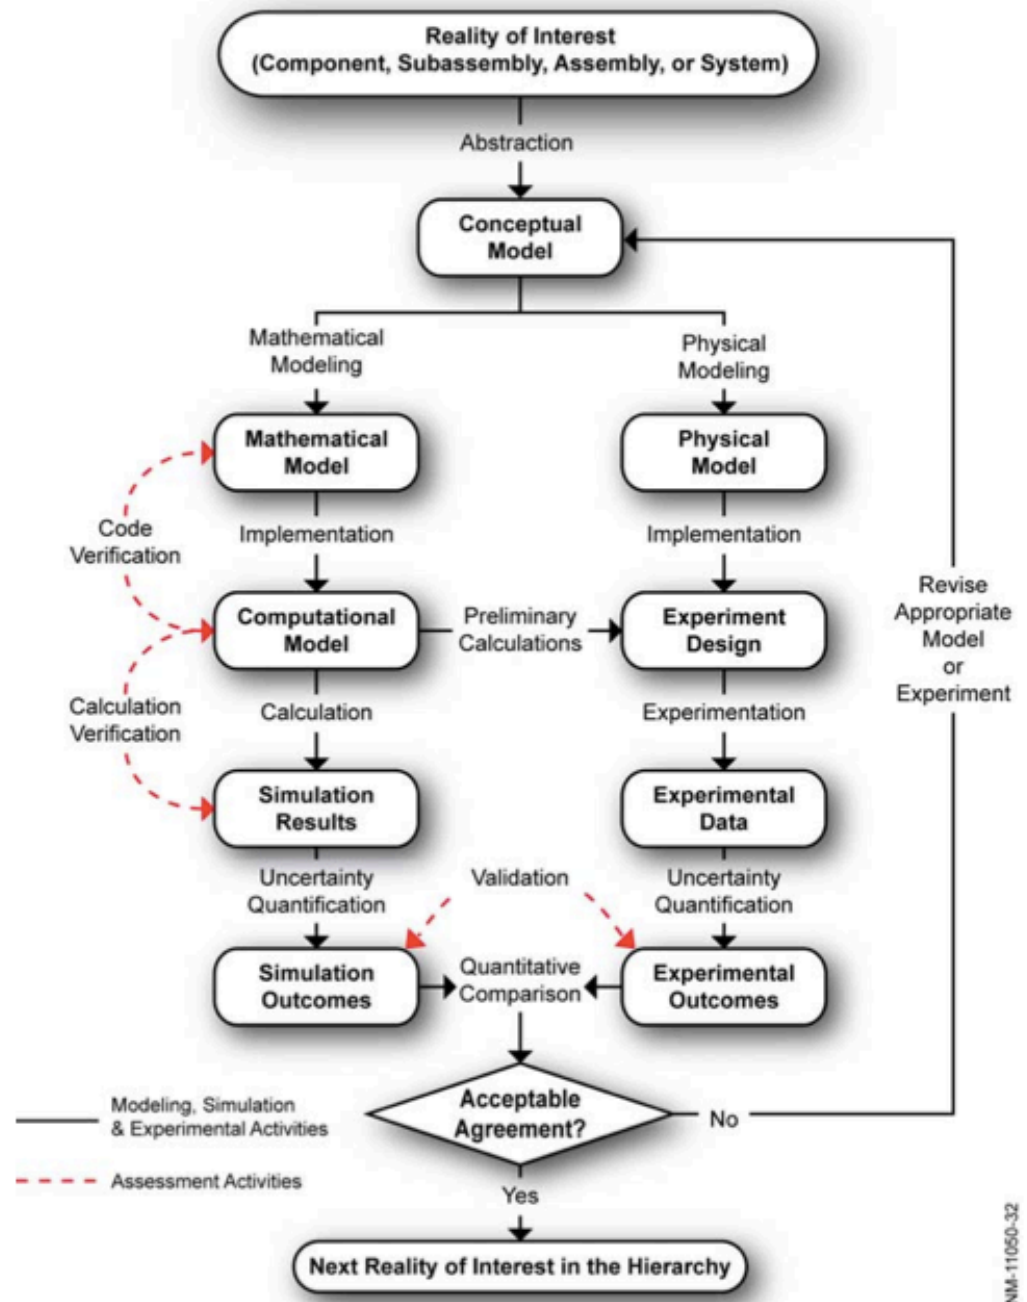 Reality of Interest
(Component, Subassembly, Assembly, or System)
Abstraction
Conceptual
Model
Mathematical
Modeling
Physical
Modeling
Mathematical
Model
Physical
Model
Code
Verification
Implementation
Implementation
Revise
Appropriate
Model
or
Experiment
Computational
Model
Preliminary
Calculations
Experiment
Design
Calculation
Verification
Calculation
Experimentation
Simulation
Results
Experimental
Data
Uncertainty
Quantification
Validation
Uncertainty
Quantification
Simulation
Outcomes
Quantitative
Comparison
Experimental
Outcomes
Acceptable
Agreement?
No
Modeling, Simulation
& Experimental Activities
Assessment Activities
Yes
Next Reality of Interest in the Hierarchy
NM-11050-32